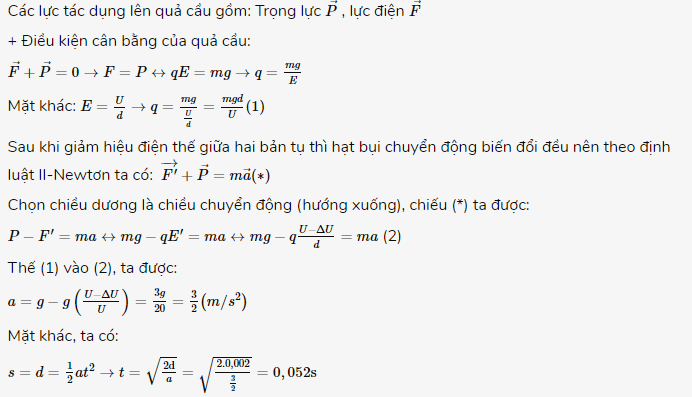 Các lực tác dụng lên quả cầu gồm: Trọng lực $\vec{P}$ , lực điện $\vec{F}$
+ Điều kiện cân bằng của quả cầu:
$\vec{F} + \vec{P} = 0 \rightarrow F = P \leftrightarrow qE = mg \rightarrow q = \frac{mg}{E}$
Mặt khác: $E = \frac{U}{d} \rightarrow q = \frac{mg}{\frac{U}{d}} = \frac{mgd}{U}(1)$
Sau khi giảm hiệu điện thế giữa hai bản tụ thì hạt bụi chuyển động biến đổi đều nên theo định
luật II-Newtơn ta có: $\overrightarrow{F'} + \vec{P} = m\vec{a}(*)$
Chọn chiều dương là chiều chuyển động (hướng xuống), chiếu (*) ta được:
$P - F' = ma \leftrightarrow mg - qE' = ma \leftrightarrow mg - q\frac{U - \Delta U}{d} = ma$ (2)
Thế (1) vào (2), ta được:
$a = g - g\left(\frac{U - \Delta U}{U}\right) = \frac{3g}{20} = \frac{3}{2}(m/s^2)$
Mặt khác, ta có:
$s = d = \frac{1}{2}at^2 \rightarrow t = \sqrt{\frac{2d}{a}} = \sqrt{\frac{2.0,002}{\frac{3}{2}}} = 0,052s$